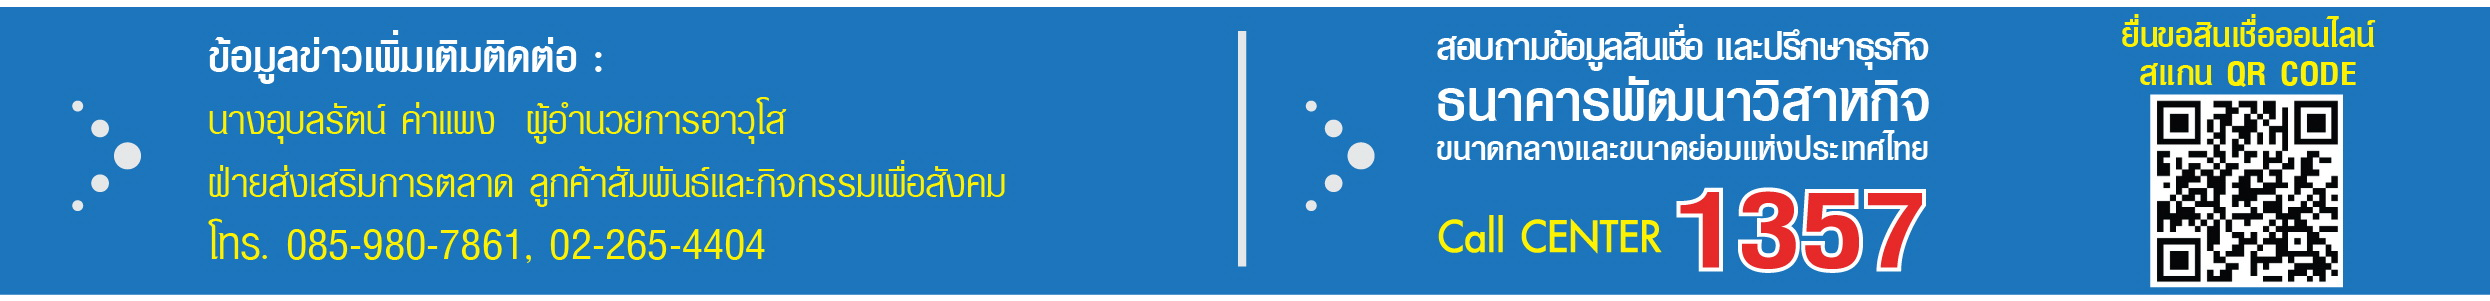 ข้อมูลข่าวเพิ่มเติมติดต่อ :
นางอุบลรัตน์ ค่าแพง ผู้อำนวยการอาวุโส
ฝ่ายส่งเสริมการตลาด ลูกค้าสัมพันธ์และกิจกรรมเพื่อสังคม
โทร. 085-980-7861, 02-265-4404
สอบถามข้อมูลสินเชื่อ และปรึกษาธุรกิจ
ธนาคารพัฒนาวิสาหกิจ
ขนาดกลางและขนาดย่อมแห่งประเทศไทย
Call CENTER 1357
ยื่นขอสินเชื่อออนไลน์
สแกน QR CODE